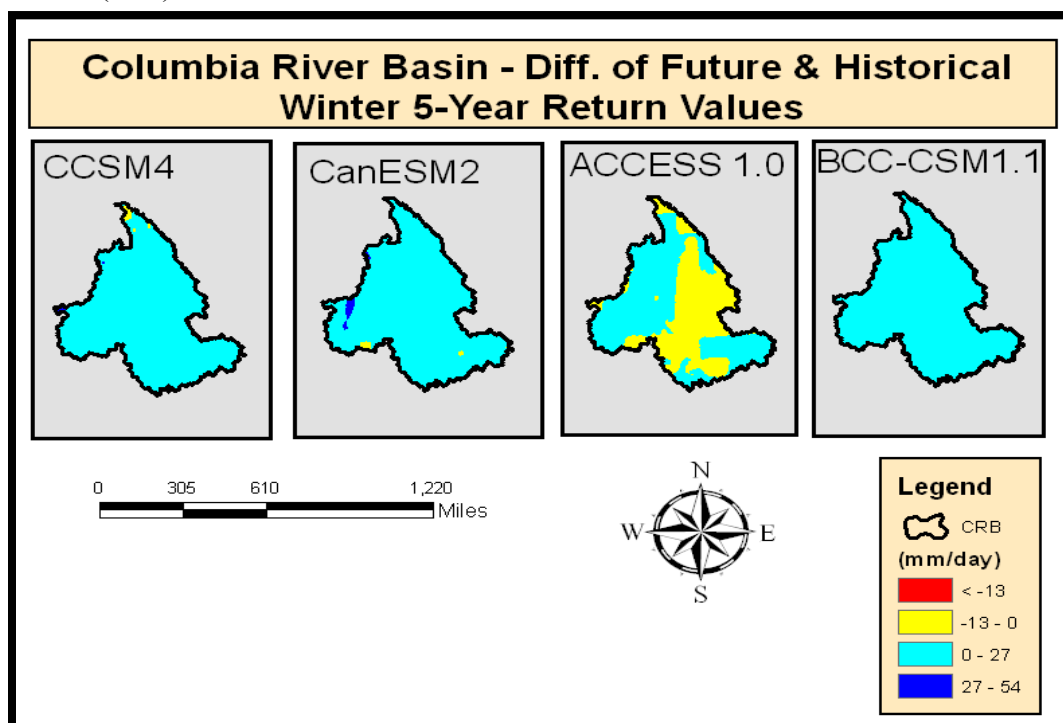 Columbia River Basin - Diff. of Future & Historical
Winter 5-Year Return Values
CCSM4
CanESM2
ACCESS 1.0
BCC-CSM1.1
0 305 610 1,220
Miles
N
W E
S
Legend
CRB
(mm/day)
< -13
-13 - 0
0 - 27
27 - 54